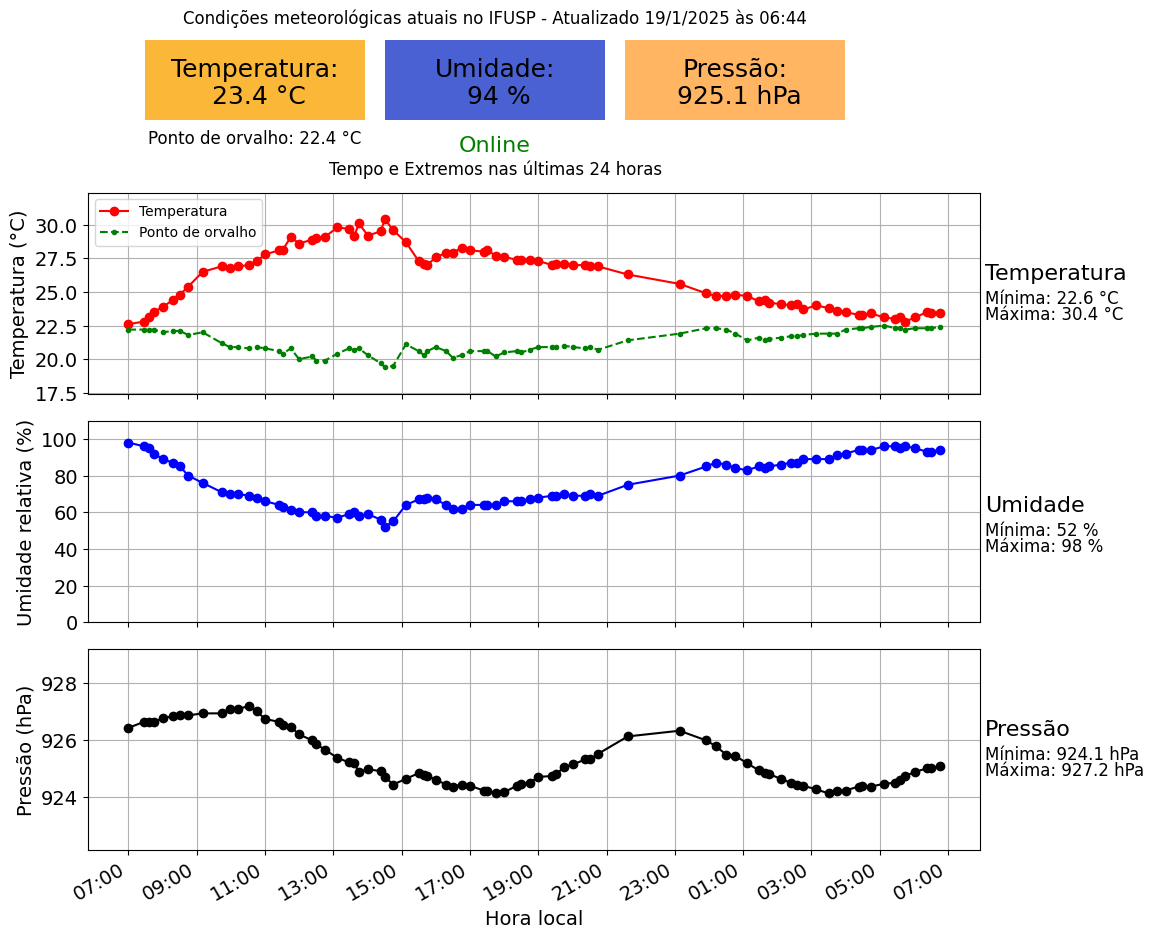 Condições meteorológicas atuais no IFUSP - Atualizado 19/1/2025 às 06:44
Temperatura:
23.4 °C
Umidade:
94 %
Pressão:
925.1 hPa
Ponto de orvalho: 22.4 °C
Online
Tempo e Extremos nas últimas 24 horas
Temperatura (°C)
30.0
27.5
25.0
22.5
20.0
17.5
Temperatura
Ponto de orvalho
Temperatura
Mínima: 22.6 °C
Máxima: 30.4 °C
Umidade relativa (%)
100
80
60
40
20
0
Umidade
Mínima: 52 %
Máxima: 98 %
Pressão (hPa)
928
926
924
Pressão
Mínima: 924.1 hPa
Máxima: 927.2 hPa
07:00 09:00 11:00 13:00 15:00 17:00 19:00 21:00 23:00 01:00 03:00 05:00 07:00
Hora local